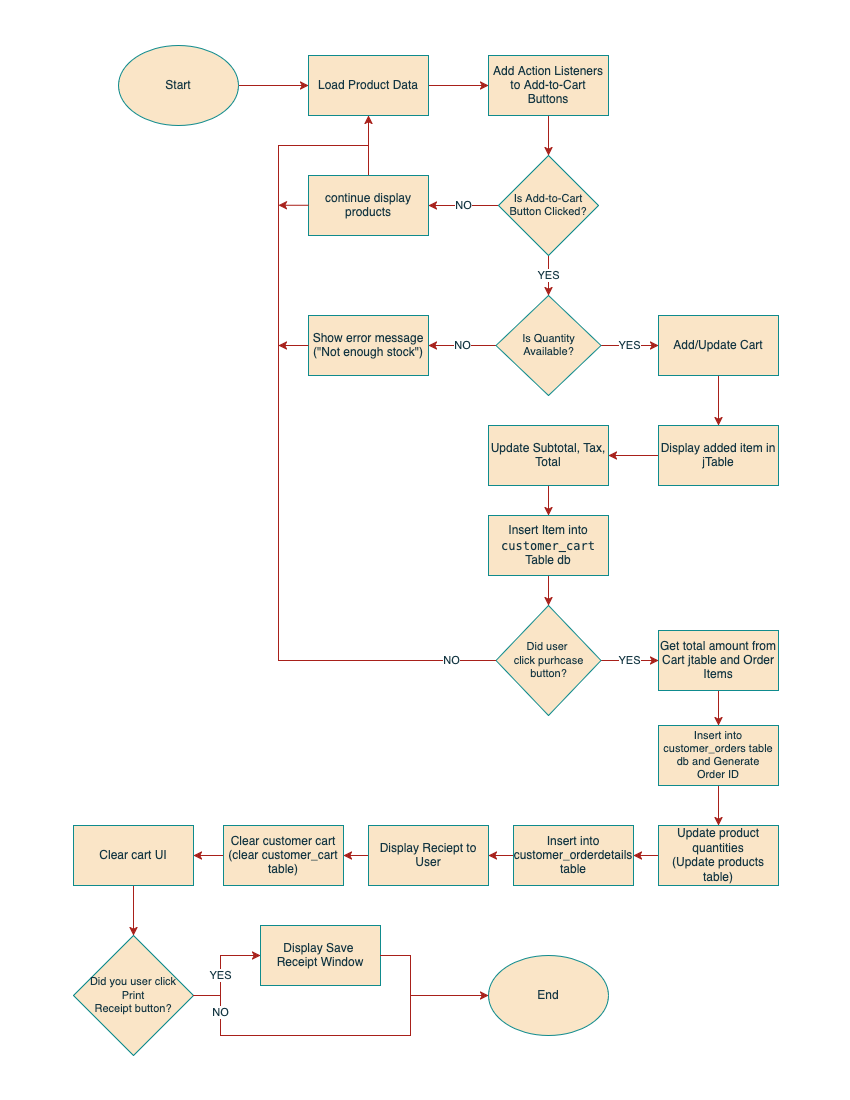 Start
Load Product Data
Add Action Listeners
to Add-to-Cart
Buttons
continue display
products
NO
Is Add-to-Cart
Button Clicked?
YES
Show error message
("Not enough stock")
NO
Is Quantity
Available?
YES
Add/Update Cart
Update Subtotal, Tax,
Total
Display added item in
jTable
Insert Item into
customer_cart
Table db
NO
Did user
click purhcase
button?
YES
Get total amount from
Cart jtable and Order
Items
Insert into
customer_orders table
db and Generate
Order ID
Clear cart UI
Clear customer cart
(clear customer_cart
table)
Display Reciept to
User
Insert into
customer_orderdetails
table
Update product
quantities
(Update products
table)
Did you user click
Print
Receipt button?
YES
NO
Display Save
Receipt Window
End